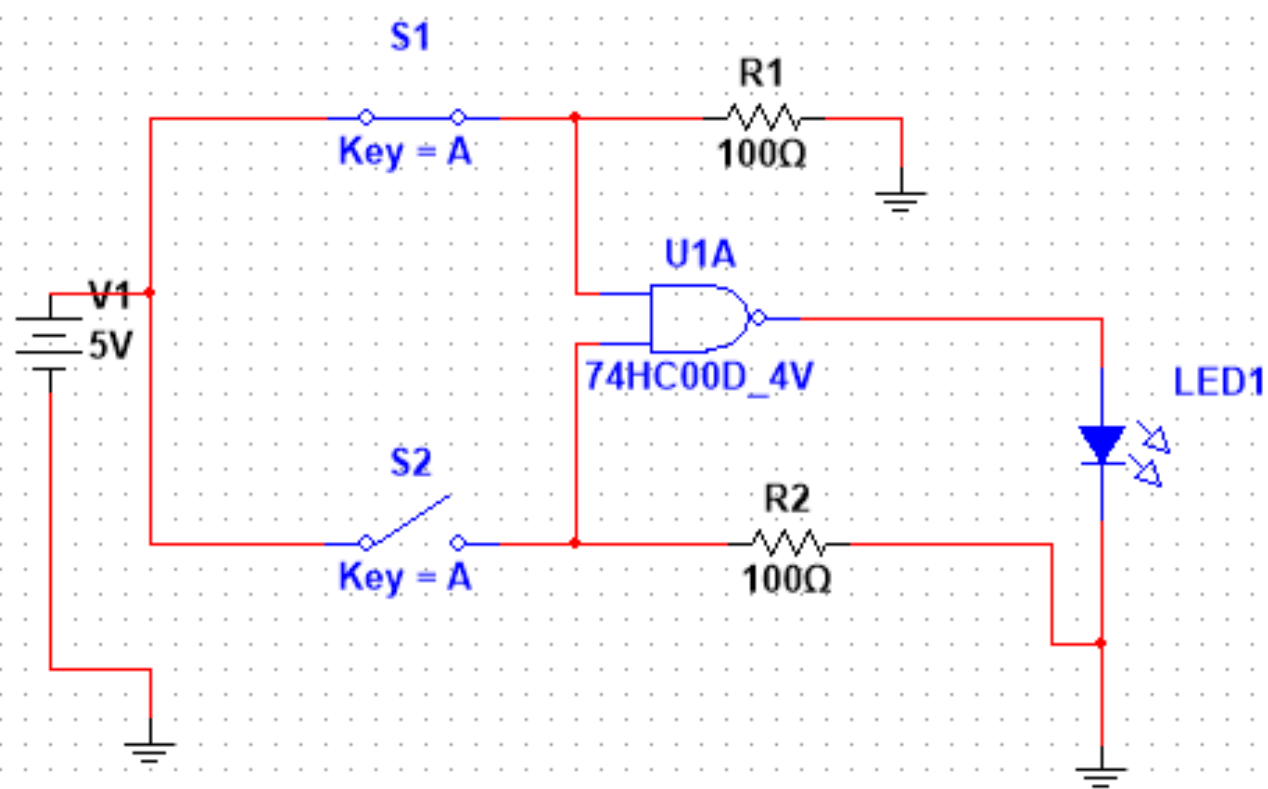 S1
Key = A
R1
100Ω
U1A
74HC00D_4V
V1
5V
LED1
S2
Key = A
R2
100Ω